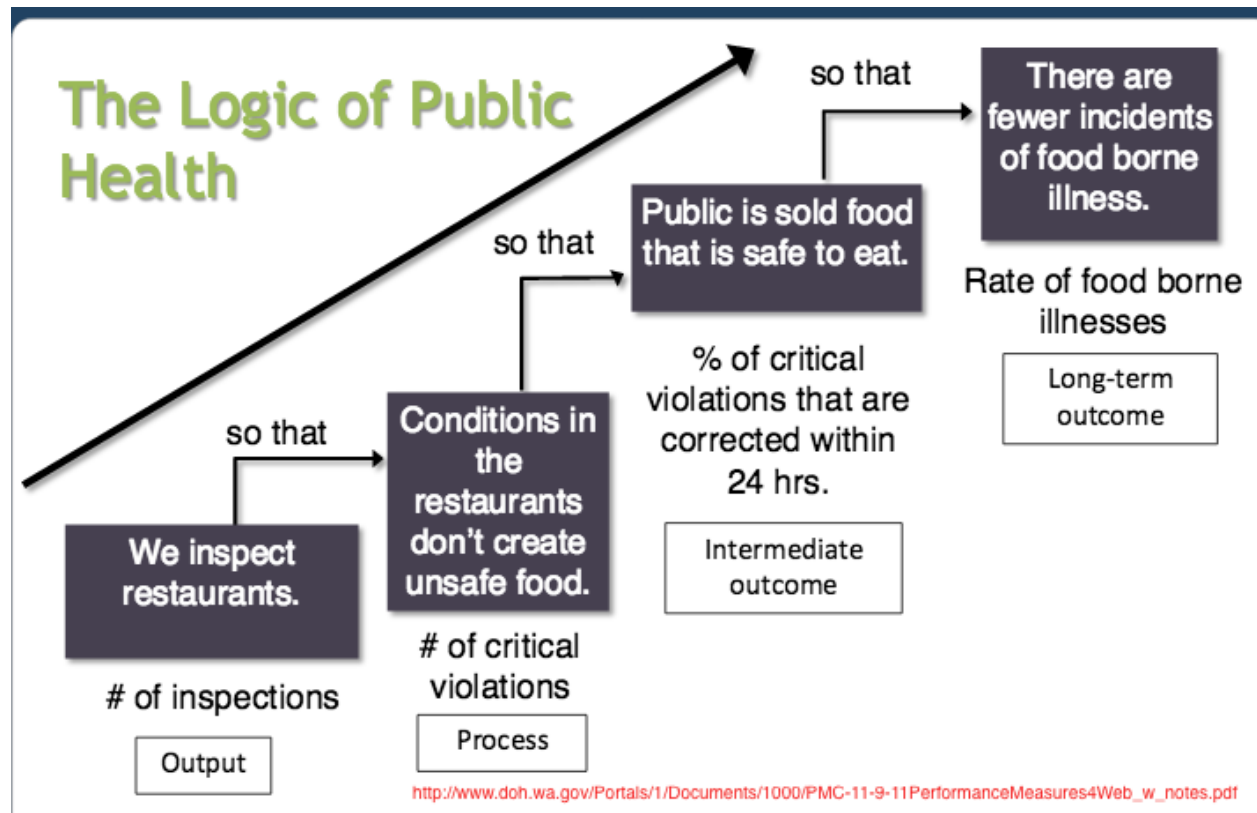 The Logic of Public
Health
We inspect
restaurants.
# of inspections
Output
so that
Conditions in
the
restaurants
don’t create
unsafe food.
# of critical
violations
Process
so that
Public is sold food
that is safe to eat.
% of critical
violations that are
corrected within
24 hrs.
Intermediate
outcome
so that
There are
fewer incidents
of food borne
illness.
Rate of food borne
illnesses
Long-term
outcome
http://www.doh.wa.gov/Portals/1/Documents/1000/PMC-11-9-11PerformanceMeasures4Web_w_notes.pdf